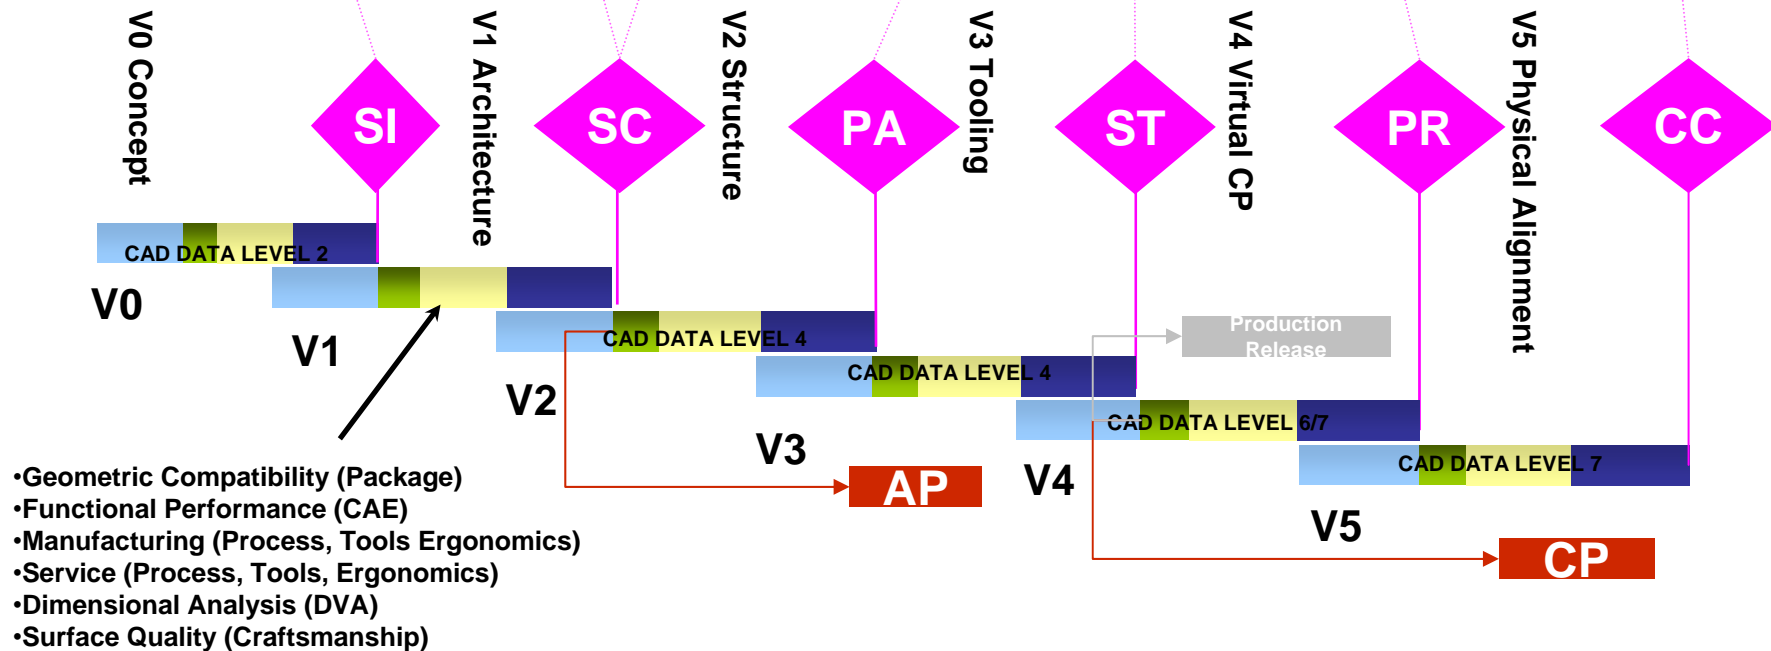 V0 Concept
SI
V1 Architecture
SC
V2 Structure
PA
V3 Tooling
ST
V4 Virtual CP
PR
V5 Physical Alignment
CC
CAD DATA LEVEL 2
V0
V1
CAD DATA LEVEL 4
V2
CAD DATA LEVEL 4
V3
Production
Release
CAD DATA LEVEL 6/7
V4
CAD DATA LEVEL 7
V5
AP
CP
•Geometric Compatibility (Package)
•Functional Performance (CAE)
•Manufacturing (Process, Tools Ergonomics)
•Service (Process, Tools, Ergonomics)
•Dimensional Analysis (DVA)
•Surface Quality (Craftsmanship)